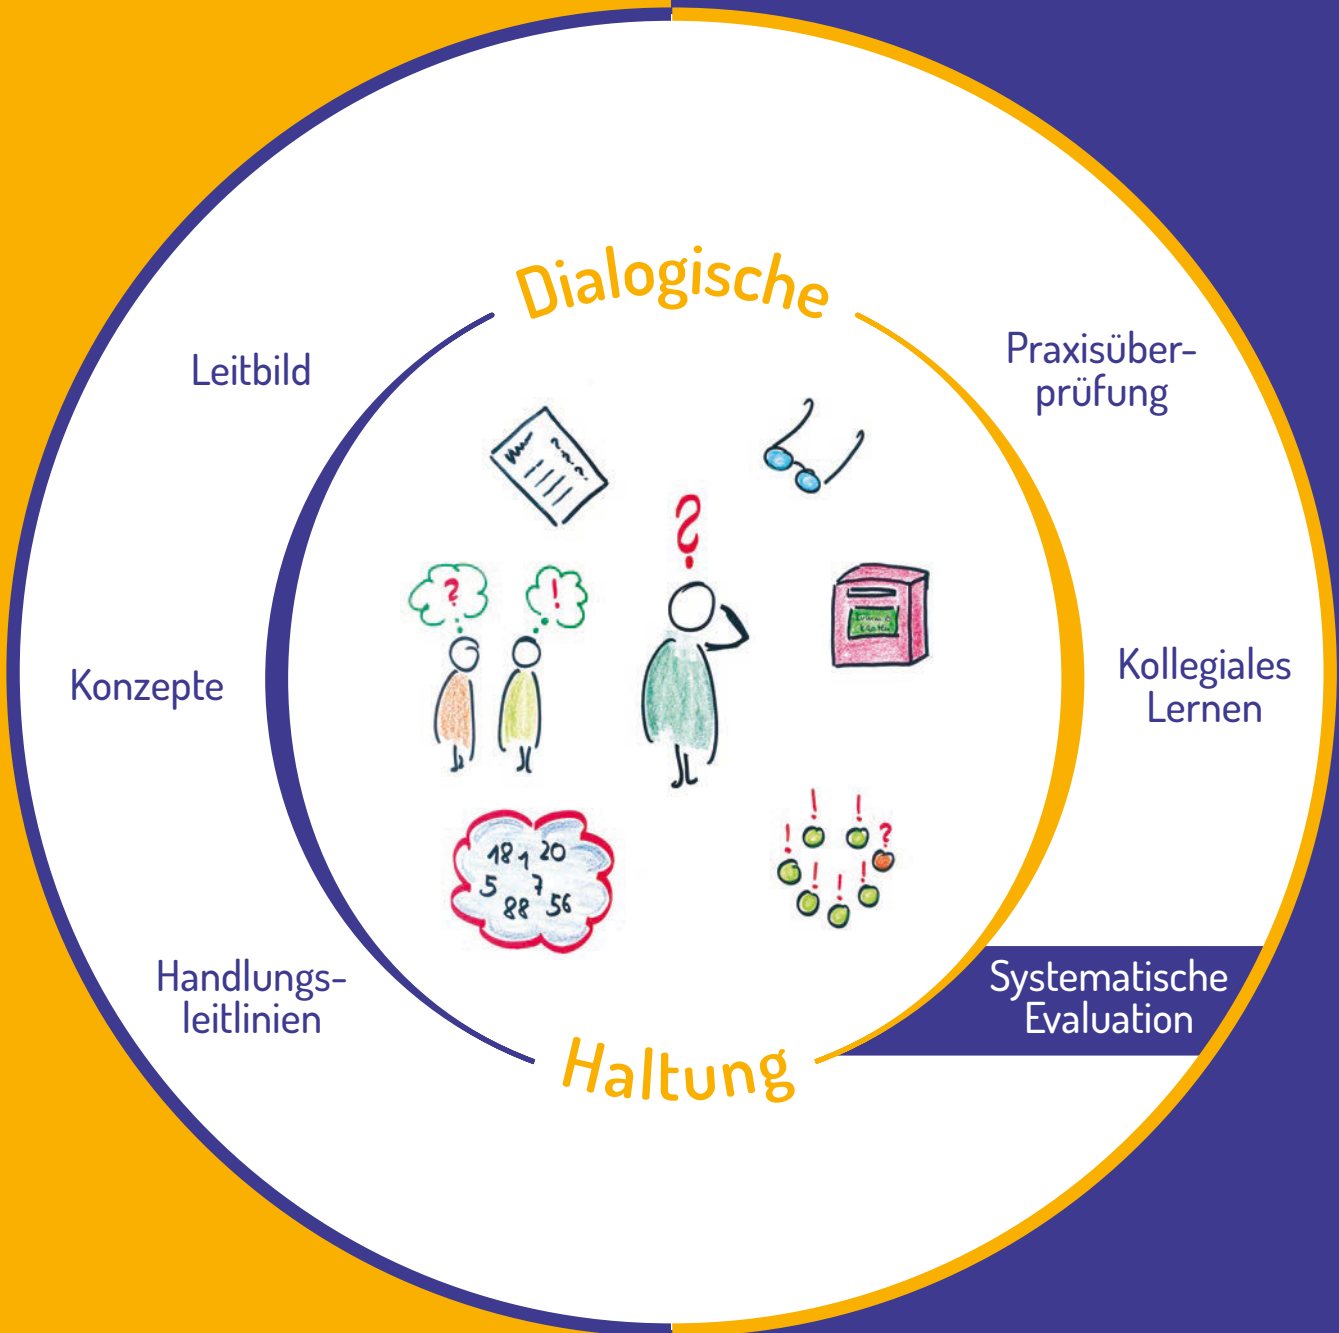 Dialogische
Leitbild
Praxisüber-
prüfung
?
? !
Konzepte
Kollegiales
Lernen
18 1 20
5 7
88 56
! ! ! ?
! ! ! !
Handlungs-
leitlinien
Systematische
Evaluation
Haltung